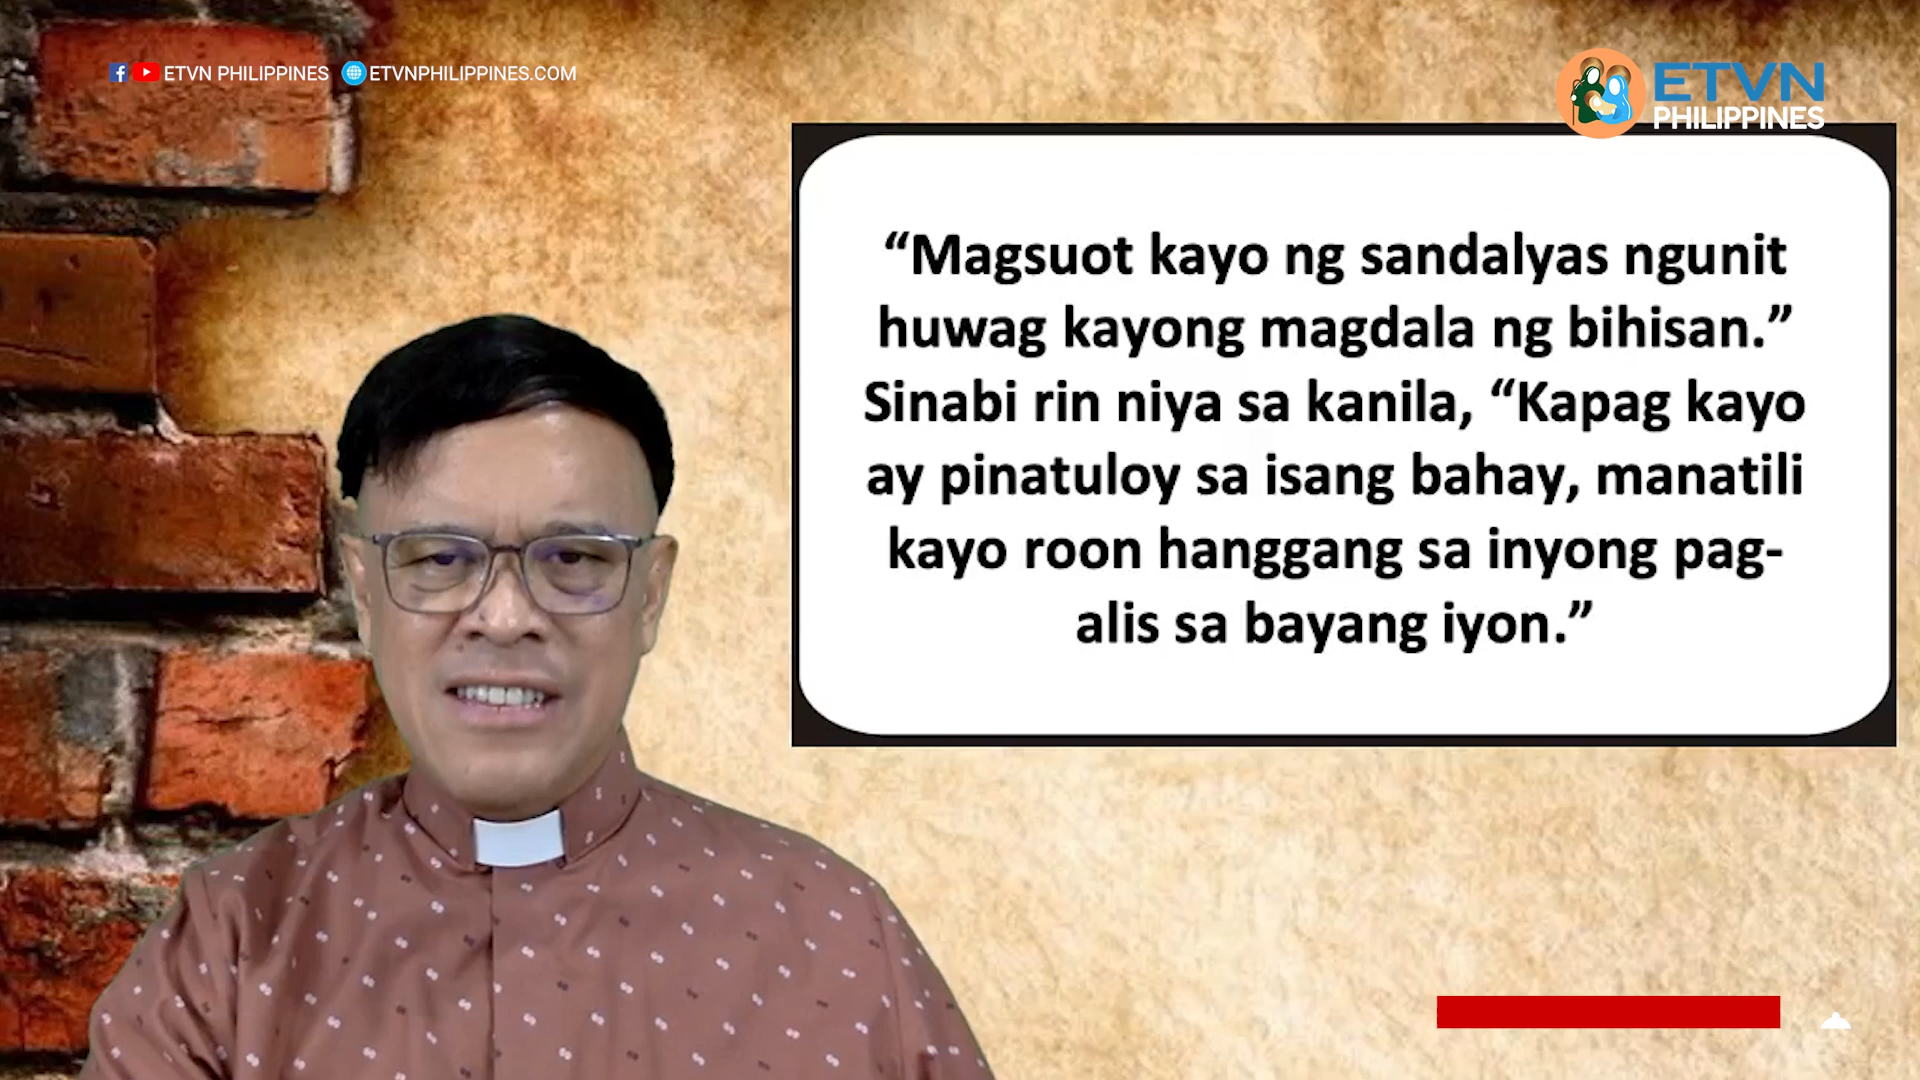 ETVN PHILIPPINES ETVNPHILIPPINES.COM
ETVN
PHILIPPINES
“Magsuot kayo ng sandalyas ngunit
huwag kayong magdala ng bihisan.”
Sinabi rin niya sa kanila, “Kapag kayo
ay pinatuloy sa isang bahay, manatili
kayo roon hanggang sa inyong pag-
alis sa bayang iyon.”